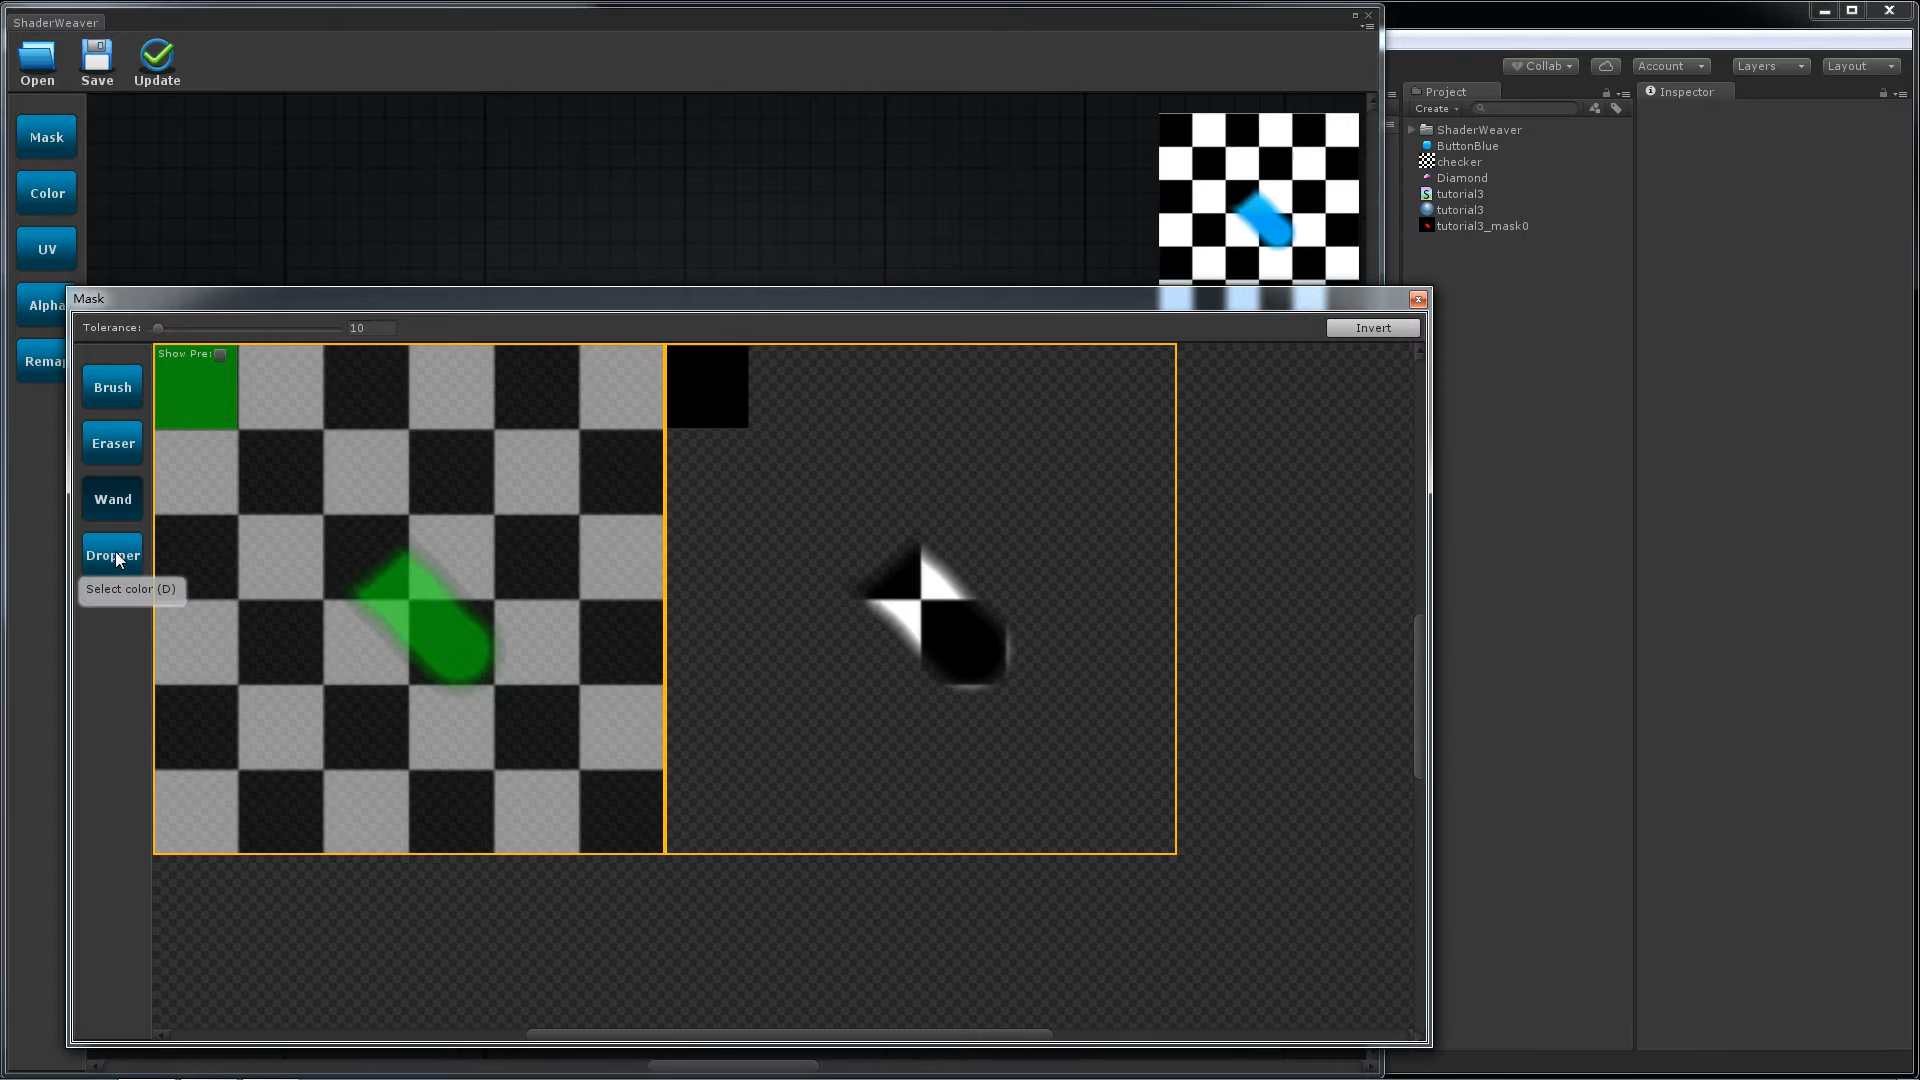 ShaderWeaver
Open
Save
Update
Collab
Account
Layers
Layout
Project
Inspector
Create
Mask
Color
UV
Alpha
Remap
ShaderWeaver
ButtonBlue
checker
Diamond
tutorial3
tutorial3
tutorial3_mask0
Mask
Tolerance:
10
Invert
Show Pre:
Brush
Eraser
Wand
Dropper
Select color (D)